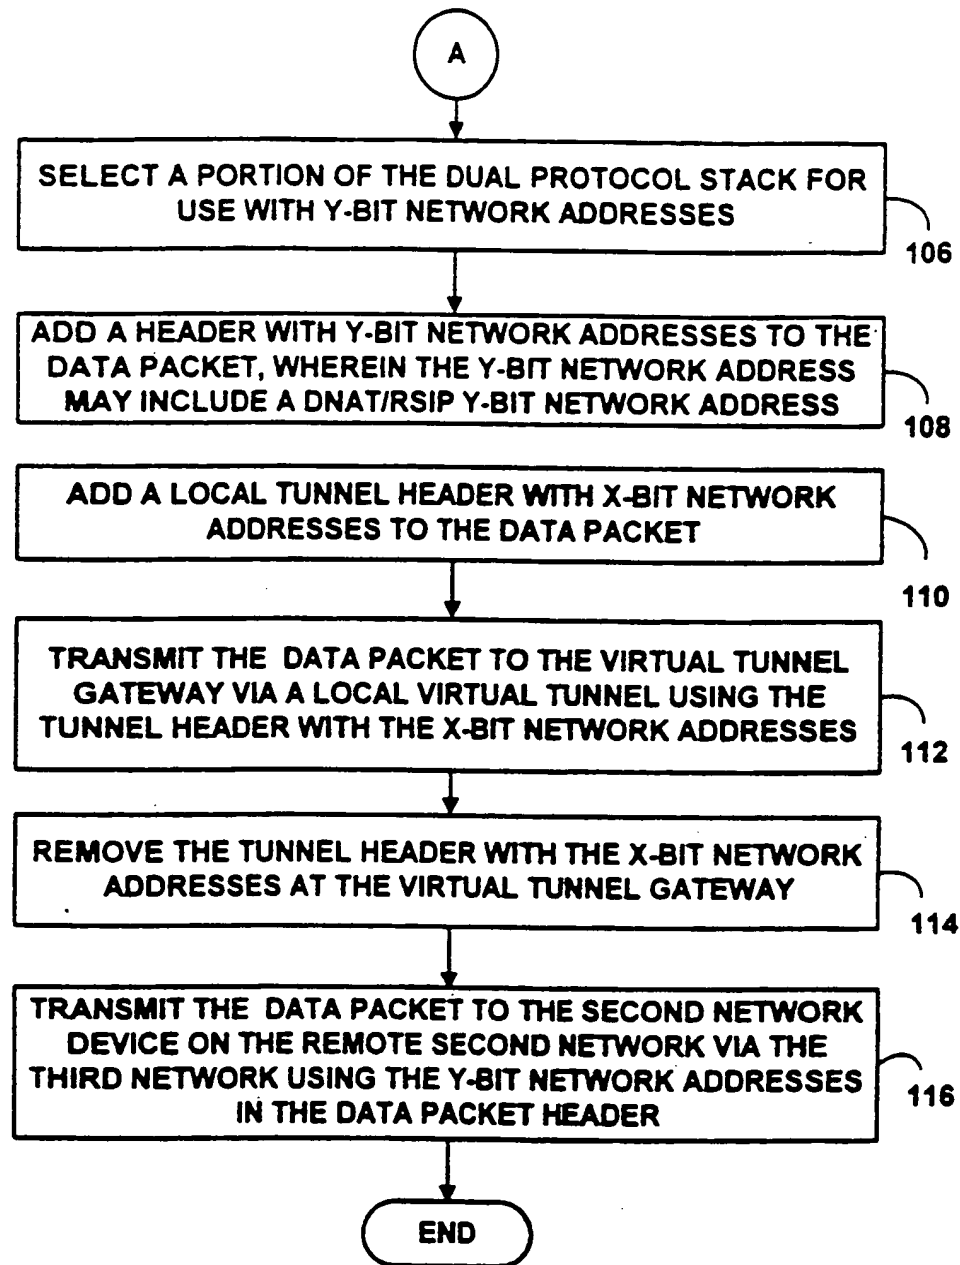 A
SELECT A PORTION OF THE DUAL PROTOCOL STACK FOR
USE WITH Y-BIT NETWORK ADDRESSES
106
ADD A HEADER WITH Y-BIT NETWORK ADDRESSES TO THE
DATA PACKET, WHEREIN THE Y-BIT NETWORK ADDRESS
MAY INCLUDE A DNAT/RSIP Y-BIT NETWORK ADDRESS
108
ADD A LOCAL TUNNEL HEADER WITH X-BIT NETWORK
ADDRESSES TO THE DATA PACKET
110
TRANSMIT THE DATA PACKET TO THE VIRTUAL TUNNEL
GATEWAY VIA A LOCAL VIRTUAL TUNNEL USING THE
TUNNEL HEADER WITH THE X-BIT NETWORK ADDRESSES
112
REMOVE THE TUNNEL HEADER WITH THE X-BIT NETWORK
ADDRESSES AT THE VIRTUAL TUNNEL GATEWAY
114
TRANSMIT THE DATA PACKET TO THE SECOND NETWORK
DEVICE ON THE REMOTE SECOND NETWORK VIA THE
THIRD NETWORK USING THE Y-BIT NETWORK ADDRESSES
IN THE DATA PACKET HEADER
116
END